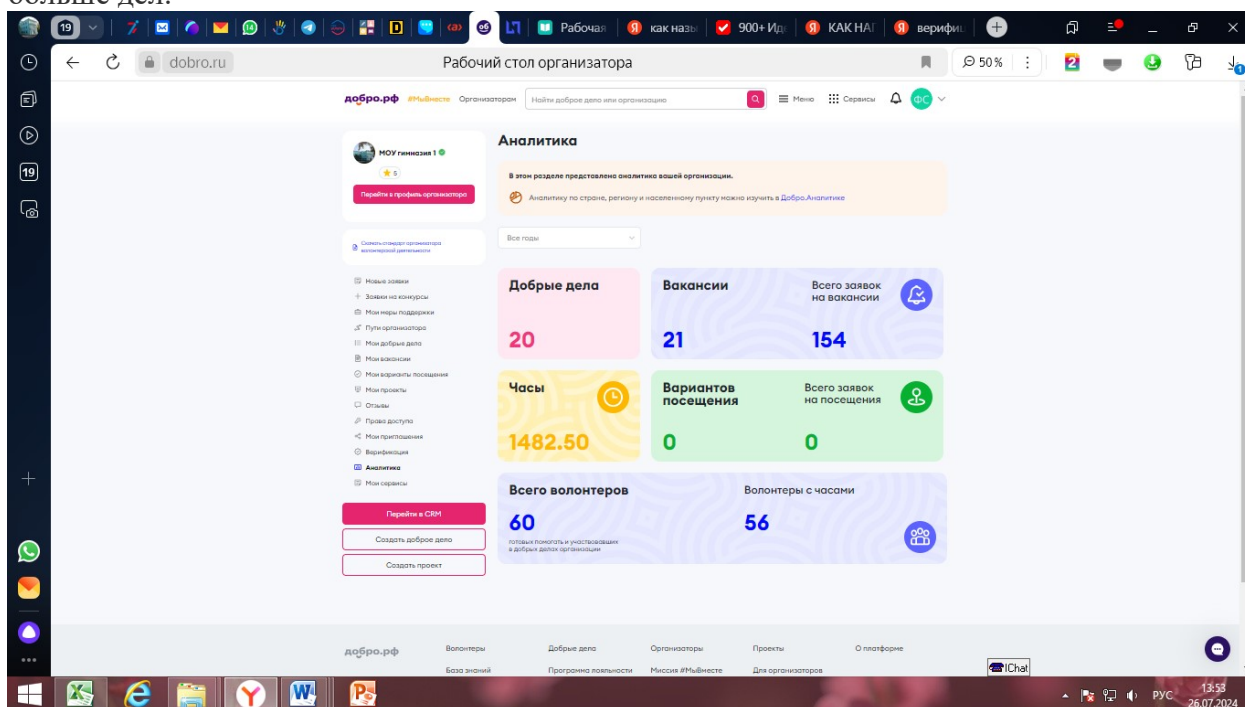 больше дел.
19
Рабочая
как назы
900+ Ид
КАК НАГ
верифиц
dobro.ru
Рабочий стол организатора
50 %
добро.рф
#МыВместе
Организаторам
Найти доброе дело или организацию
Меню
Сервисы
ФС
МОУ гимназия 1
5
Перейти в профиль организатора
Скачать стандарт организатора
волонтерской деятельности
Новые заявки
Заявки на конкурсы
Мои меры поддержки
Пути организатора
Мои добрые дела
Мои вакансии
Мои варианты посещения
Мои проекты
Отзывы
Права доступа
Мои приглашения
Верификация
Аналитика
Мои сервисы
Перейти в CRM
Создать доброе дело
Создать проект
Аналитика
В этом разделе представлена аналитика вашей организации.
Аналитику по стране, региону и населенному пункту можно изучить в Добро.Аналитике
Все годы
Добрые дела
20
Вакансии
21
Всего заявок
на вакансии
154
Часы
1482.50
Вариантов
посещения
0
Всего заявок
на посещения
0
Всего волонтеров
60
готовых помогать и участвовавших
в добрых делах организации
Волонтеры с часами
56
добро.рф
Волонтеры
Добрые дела
Организаторы
Проекты
О платформе
База знаний
Программа лояльности
Миссия #МыВместе
Для организаторов
IChat
РУС
13:53
26.07.2024